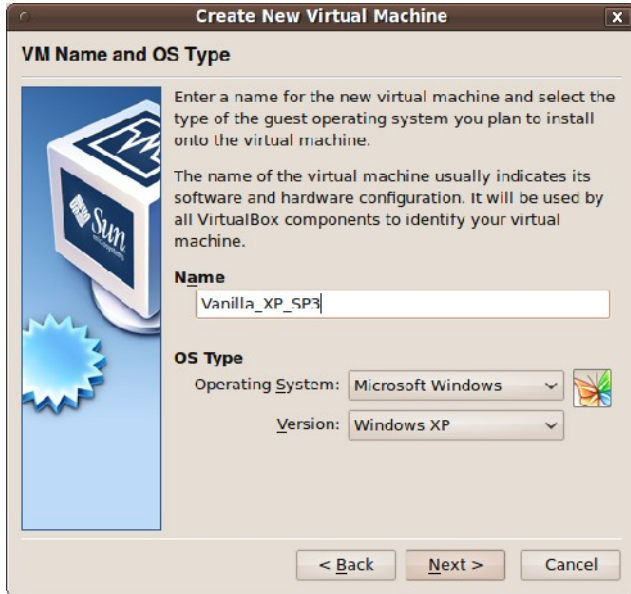 Create New Virtual Machine
VM Name and OS Type
Enter a name for the new virtual machine and select the
type of the guest operating system you plan to install
onto the virtual machine.
The name of the virtual machine usually indicates its
software and hardware configuration. It will be used by
all VirtualBox components to identify your virtual
machine.
Sun
microsystems
Name
Vanilla_XP_SP3
OS Type
Operating System: Microsoft Windows
Version: Windows XP
< Back Next > Cancel